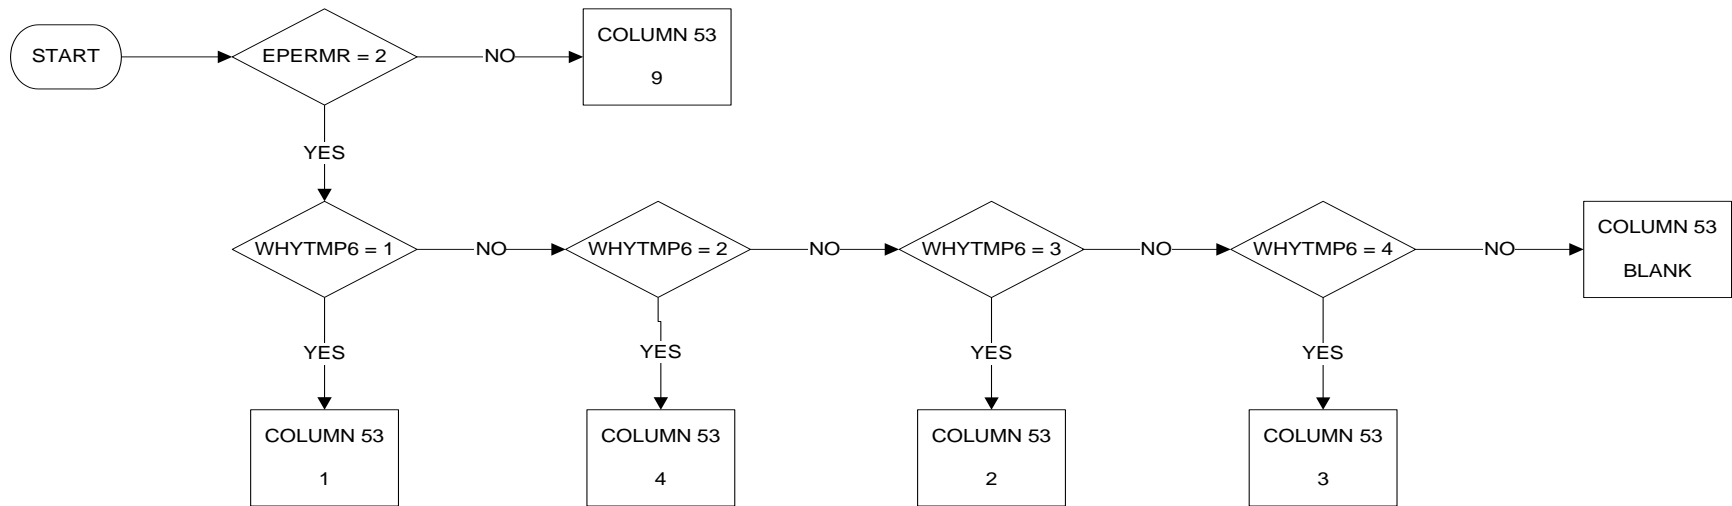 START
EPERMR = 2
NO
COLUMN 53
9
YES
WHYTMP6 = 1
NO
WHYTMP6 = 2
NO
WHYTMP6 = 3
NO
WHYTMP6 = 4
NO
COLUMN 53
BLANK
YES
YES
YES
YES
COLUMN 53
1
COLUMN 53
4
COLUMN 53
2
COLUMN 53
3